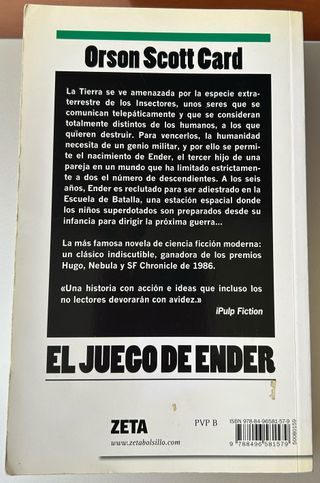 Orson Scott Card
La Tierra se ve amenazada por la especie extra-
terrestre de los Insectores, unos seres que se
comunican telepáticamente y que se consideran
totalmente distintos de los humanos, a los que
quieren destruir. Para vencerlos, la humanidad
necesita de un genio militar, y por ello se permi-
te el nacimiento de Ender, el tercer hijo de una
pareja en un mundo que ha limitado estrictamen-
te a dos el número de descendientes. A los seis
años, Ender es reclutado para ser adiestrado en la
Escuela de Batalla, una estación espacial donde
los niños superdotados son preparados desde su
infancia para dirigir la próxima guerra...
La más famosa novela de ciencia ficción moderna:
un clásico indiscutible, ganadora de los premios
Hugo, Nebula y SF Chronicle de 1986.
«Una historia con acción e ideas que incluso los
no lectores devorarán con avidez.»
iPulp Fiction
EL JUEGO DE ENDER
ZETA
www.zetabolsillo.com
PVP B
ISBN 978-84-96581-57-9
9 788496 581579
50080159